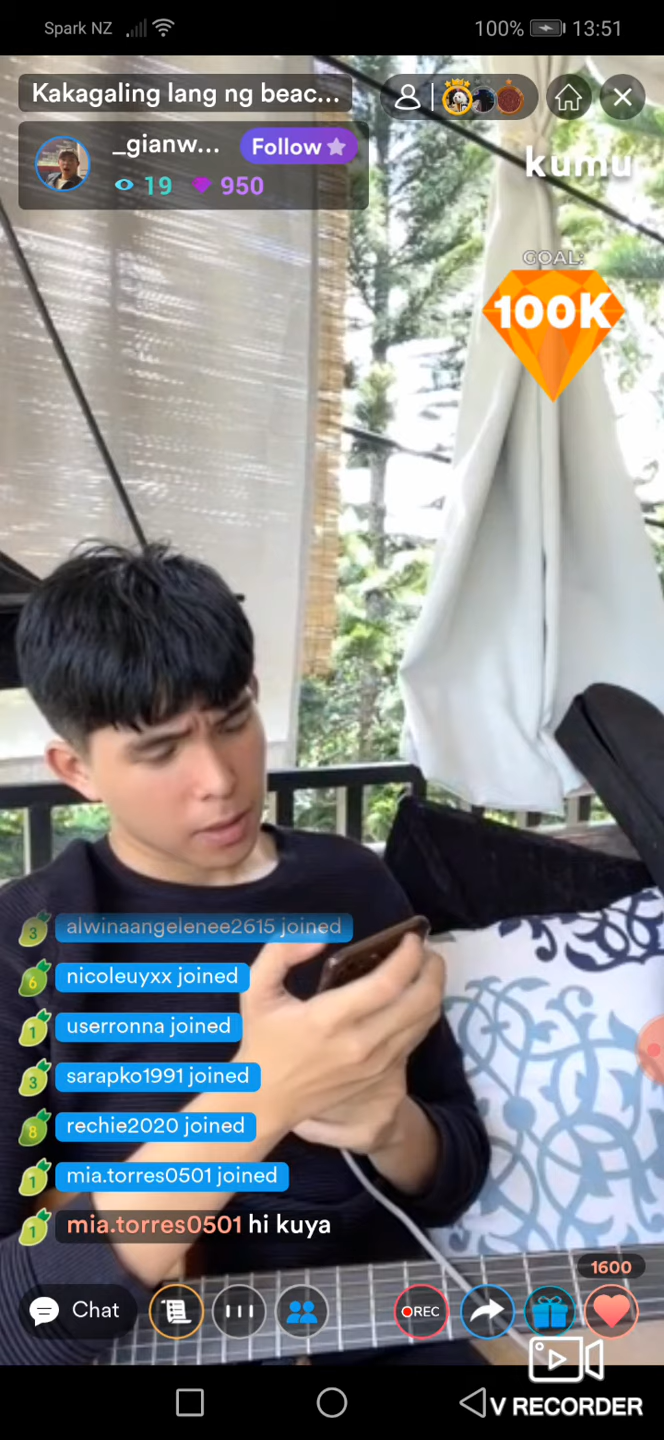 Spark NZ
100%
13:51
Kakagaling lang ng beac...
_gianw...
Follow
19
950
kumu
GOAL:
100K
3 alwinaangelenee2615 joined
6 nicoleuyxx joined
1 userronna joined
3 sarapko1991 joined
8 rechie2020 joined
1 mia.torres0501 joined
1 mia.torres0501 hi kuya
1600
Chat
REC
V RECORDER